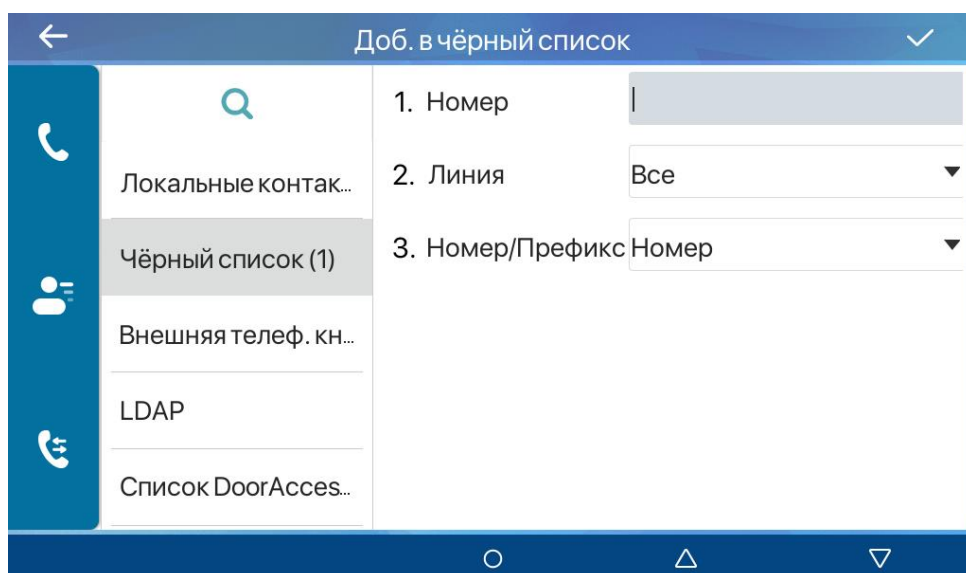 Доб. в чёрный список
Локальные контак...
Чёрный список (1)
Внешняя телеф. кн...
LDAP
Список DoorAcces...
1. Номер
2. Линия Все
3. Номер/Префикс Номер